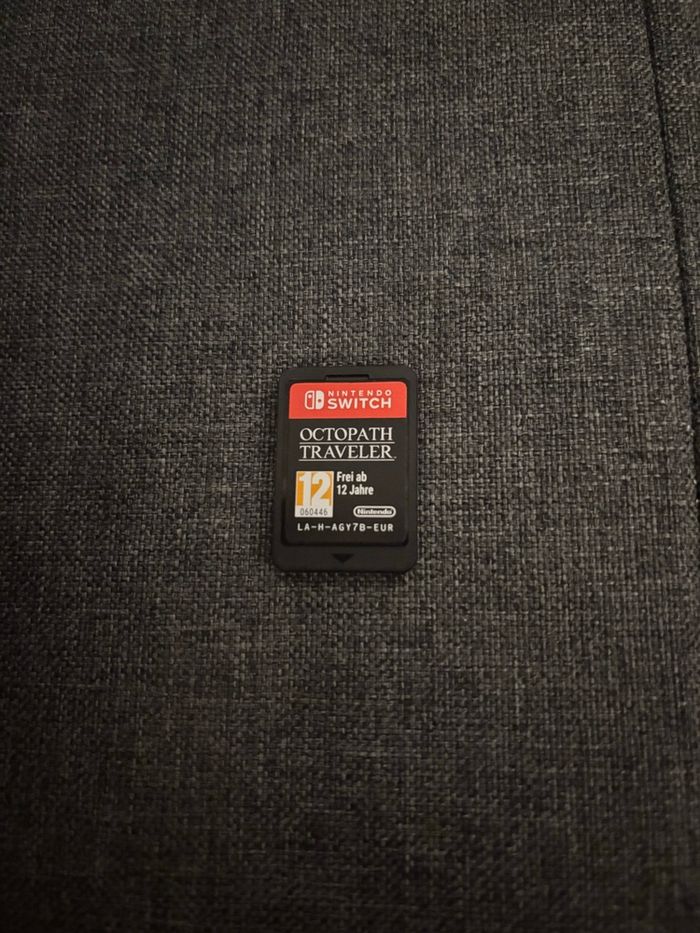 NINTENDO
SWITCH
OCTOPATH
TRAVELER
12
Frei ab
12 Jahre
060446
Nintendo
LA-H-AGY7B-EUR